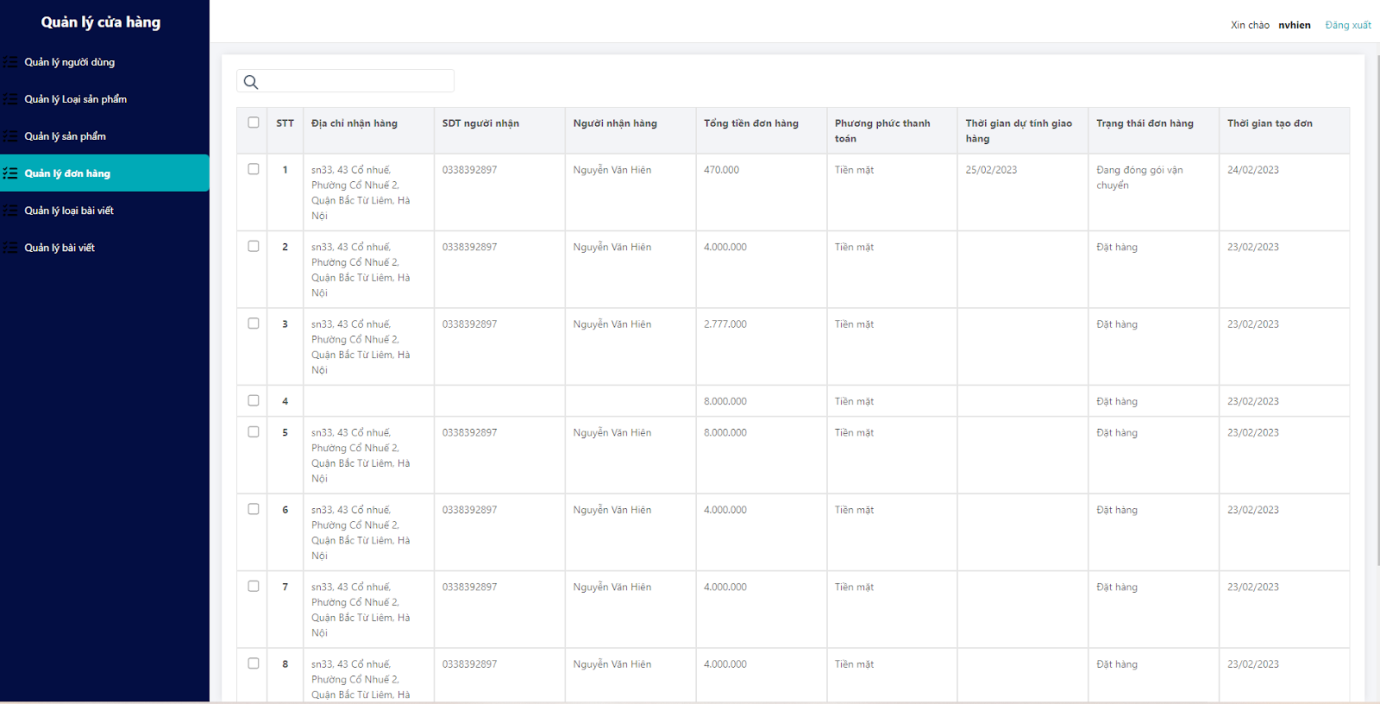 Quản lý cửa hàng
Xin chào nvhien Đăng xuất
Quản lý người dùng
Quản lý Loại sản phẩm
Quản lý sản phẩm
Quản lý đơn hàng
Quản lý loại bài viết
Quản lý bài viết
STT Địa chỉ nhận hàng SDT người nhận Người nhận hàng Tổng tiền đơn hàng Phương phức thanh Thời gian dự tính giao Trạng thái đơn hàng Thời gian tạo đơn
toán hàng
1 sn33, 43 Cổ nhuế, 0338392897 Nguyễn Văn Hiên 470.000 Tiền mặt 25/02/2023 Đang đóng gói vận 24/02/2023
Phường Cổ Nhuế 2, chuyển
Quận Bắc Từ Liêm, Hà
Nội
2 sn33, 43 Cổ nhuế, 0338392897 Nguyễn Văn Hiên 4.000.000 Tiền mặt Đặt hàng 23/02/2023
Phường Cổ Nhuế 2,
Quận Bắc Từ Liêm, Hà
Nội
3 sn33, 43 Cổ nhuế, 0338392897 Nguyễn Văn Hiên 2.777.000 Tiền mặt Đặt hàng 23/02/2023
Phường Cổ Nhuế 2,
Quận Bắc Từ Liêm, Hà
Nội
4 8.000.000 Tiền mặt Đặt hàng 23/02/2023
5 sn33, 43 Cổ nhuế, 0338392897 Nguyễn Văn Hiên 8.000.000 Tiền mặt Đặt hàng 23/02/2023
Phường Cổ Nhuế 2,
Quận Bắc Từ Liêm, Hà
Nội
6 sn33, 43 Cổ nhuế, 0338392897 Nguyễn Văn Hiên 4.000.000 Tiền mặt Đặt hàng 23/02/2023
Phường Cổ Nhuế 2,
Quận Bắc Từ Liêm, Hà
Nội
7 sn33, 43 Cổ nhuế, 0338392897 Nguyễn Văn Hiên 4.000.000 Tiền mặt Đặt hàng 23/02/2023
Phường Cổ Nhuế 2,
Quận Bắc Từ Liêm, Hà
Nội
8 sn33, 43 Cổ nhuế, 0338392897 Nguyễn Văn Hiên 4.000.000 Tiền mặt Đặt hàng 23/02/2023
Phường Cổ Nhuế 2,
Quận Bắc Từ Liêm, Hà